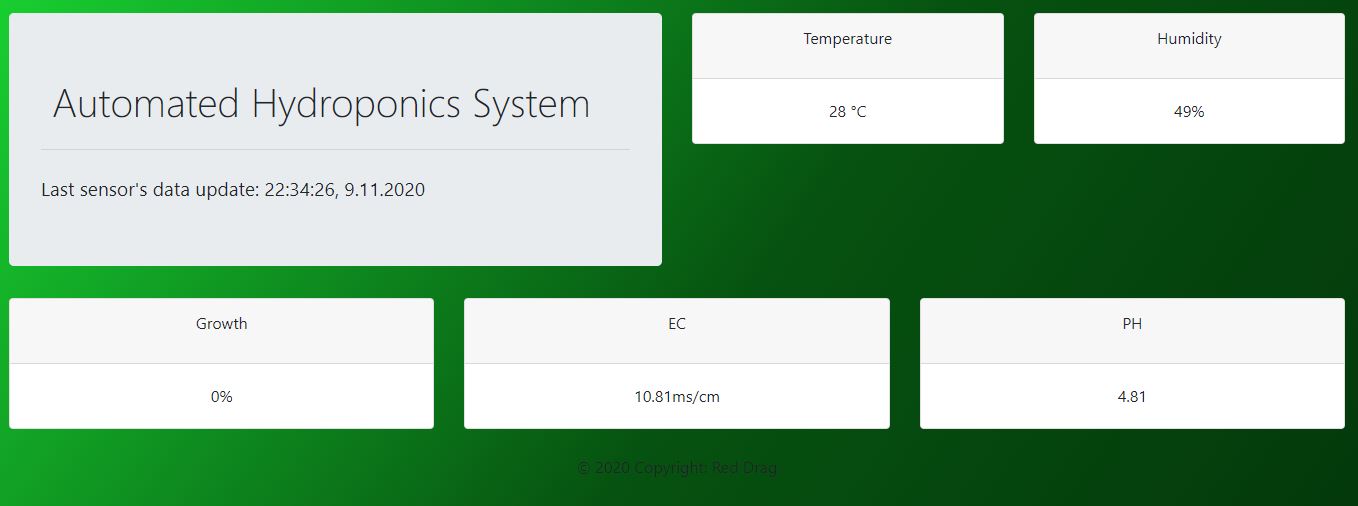 Automated Hydroponics System
Last sensor's data update: 22:34:26, 9.11.2020
Temperature
28 °C
Humidity
49%
Growth
0%
EC
10.81ms/cm
PH
4.81
© 2020 Copyright: Red Drag